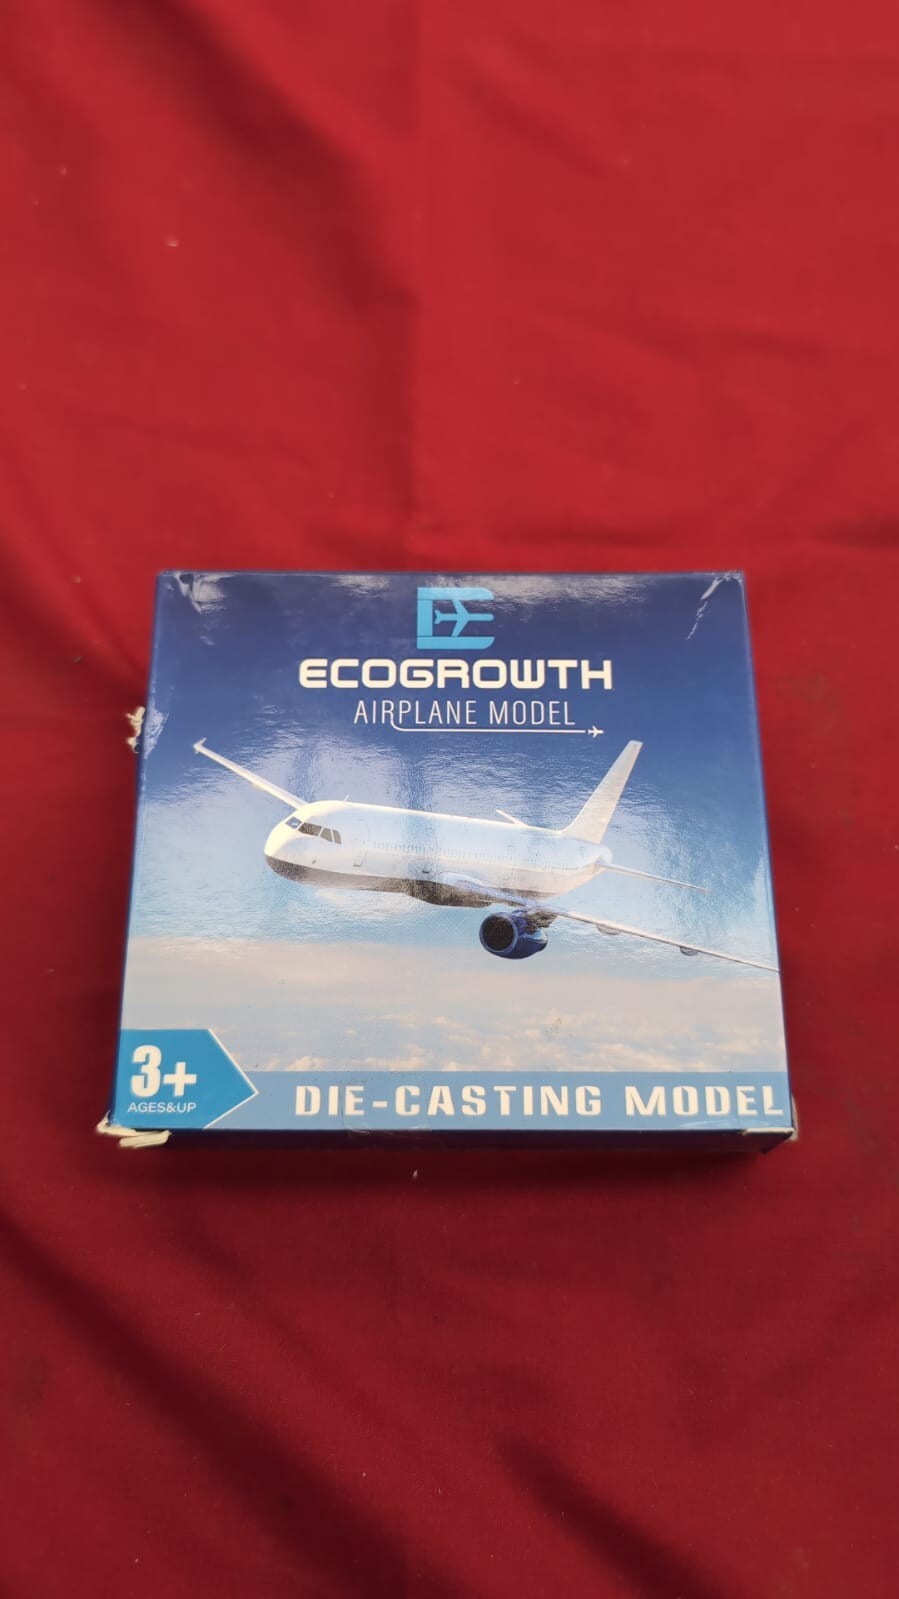 ECOGROWTH
AIRPLANE MODEL
3+
AGES&UP
DIE-CASTING MODEL